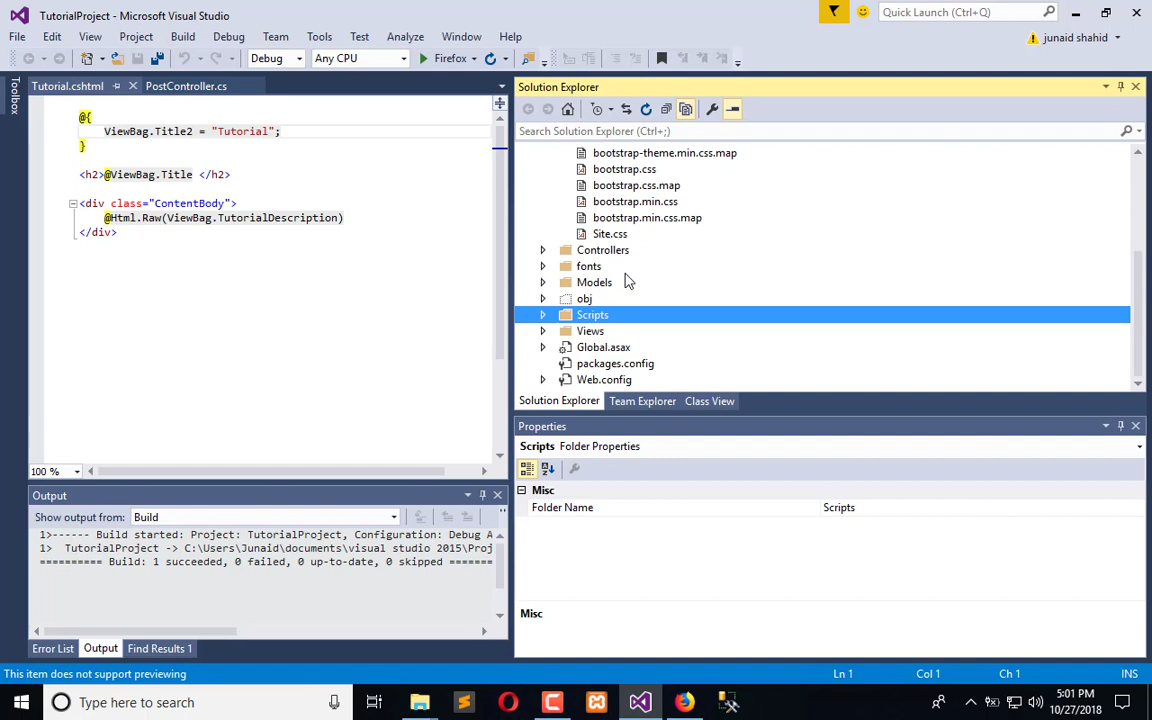 TutorialProject - Microsoft Visual Studio
Quick Launch (Ctrl+Q)
File Edit View Project Build Debug Team Tools Test Analyze Window Help
junaid shahid
Debug Any CPU Firefox
Toolbox
Tutorial.cshtml PostController.cs
@{
ViewBag.Title2 = "Tutorial";
}
<h2>@ViewBag.Title </h2>
<div class="ContentBody">
@Html.Raw(ViewBag.TutorialDescription)
</div>
100 %
Solution Explorer
Search Solution Explorer (Ctrl+;)
bootstrap-theme.min.css.map
bootstrap.css
bootstrap.css.map
bootstrap.min.css
bootstrap.min.css.map
Site.css
Controllers
fonts
Models
obj
Scripts
Views
Global.asax
packages.config
Web.config
Solution Explorer Team Explorer Class View
Properties
Scripts Folder Properties
Misc
Folder Name Scripts
Misc
Output
Show output from: Build
1>------ Build started: Project: TutorialProject, Configuration: Debug A
1> TutorialProject -> C:\Users\Junaid\documents\visual studio 2015\Proj
========== Build: 1 succeeded, 0 failed, 0 up-to-date, 0 skipped =======
Error List Output Find Results 1
This item does not support previewing
Ln 1 Col 1 Ch 1 INS
Type here to search
5:01 PM
10/27/2018